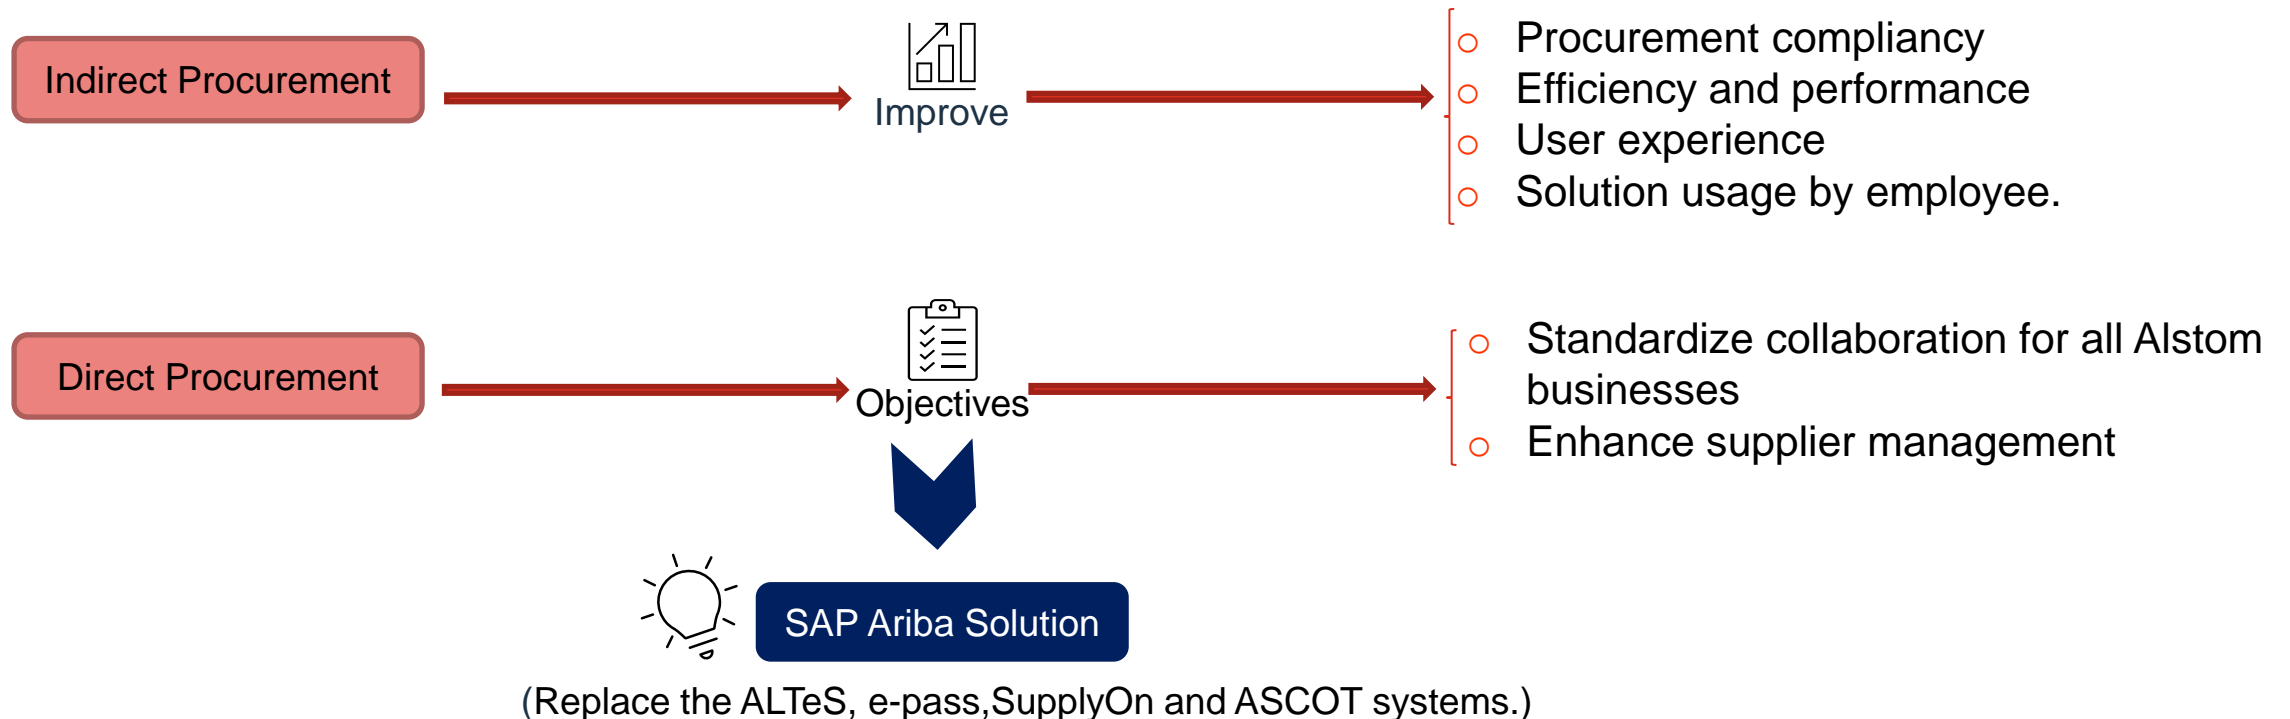 Indirect Procurement
Improve
Procurement compliancy
Efficiency and performance
User experience
Solution usage by employee.
Direct Procurement
Objectives
Standardize collaboration for all Alstom
businesses
Enhance supplier management
SAP Ariba Solution
(Replace the ALTeS, e-pass,SupplyOn and ASCOT systems.)